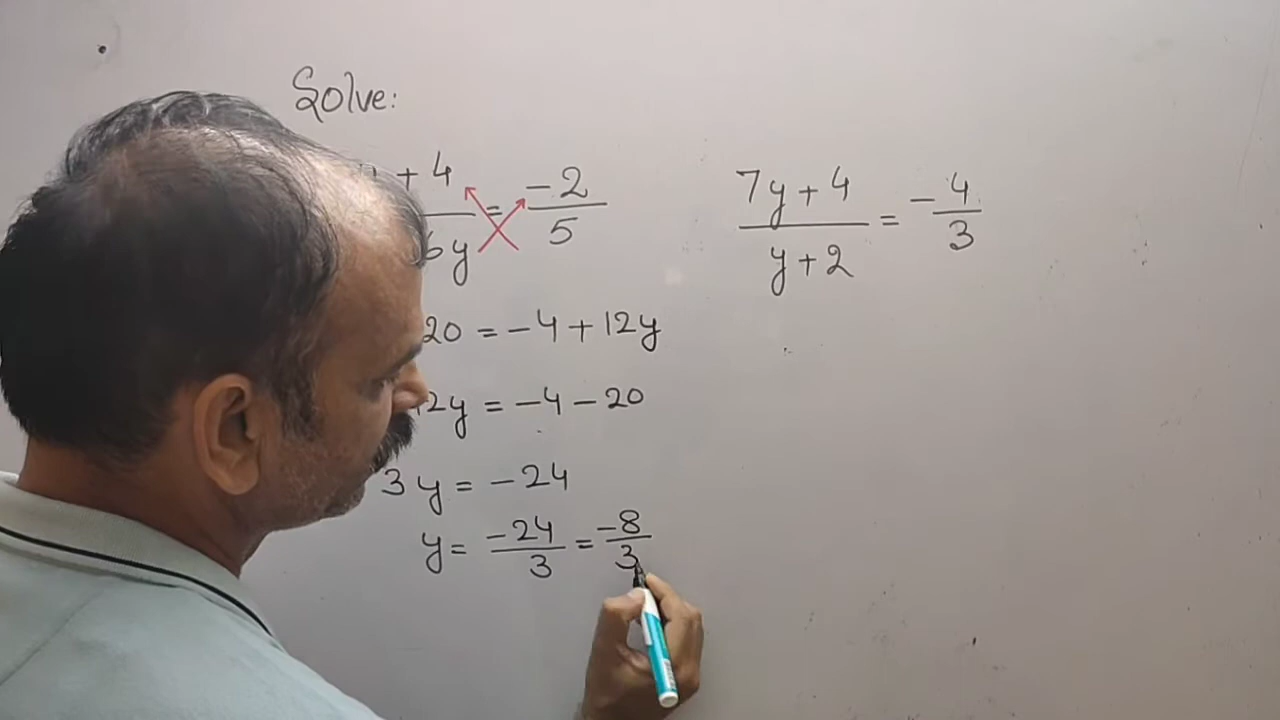 Solve:
+ 4 / 6y = -2 / 5
20 = -4 + 12y
2y = -4 - 20
3y = -24
y = -24 / 3 = -8 / 3
7y + 4 / y + 2 = -4 / 3